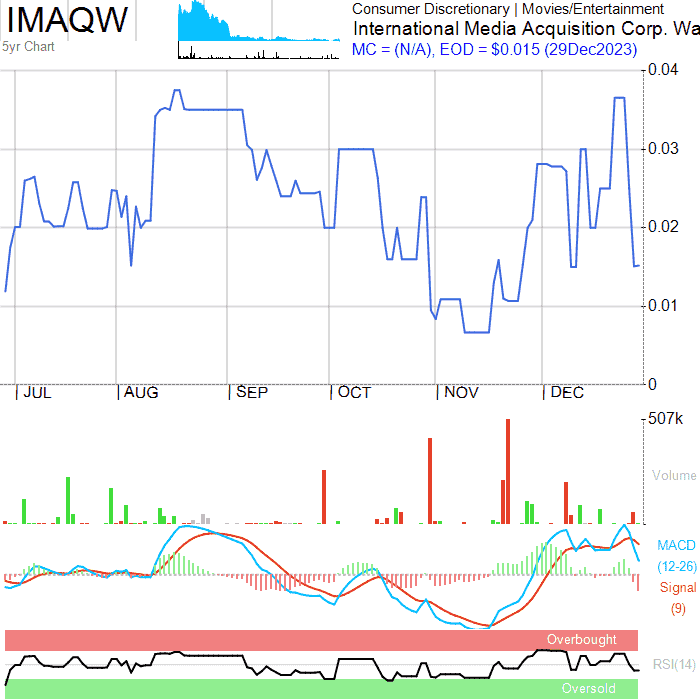 IMAQW
5yr Chart
Consumer Discretionary | Movies/Entertainment
International Media Acquisition Corp. Wa
MC = (N/A), EOD = $0.015 (29Dec2023)
0.04
0.03
0.02
0.01
0
JUL AUG SEP OCT NOV DEC
507k
Volume
MACD
(12-26)
Signal
(9)
Overbought
RSI(14)
Oversold